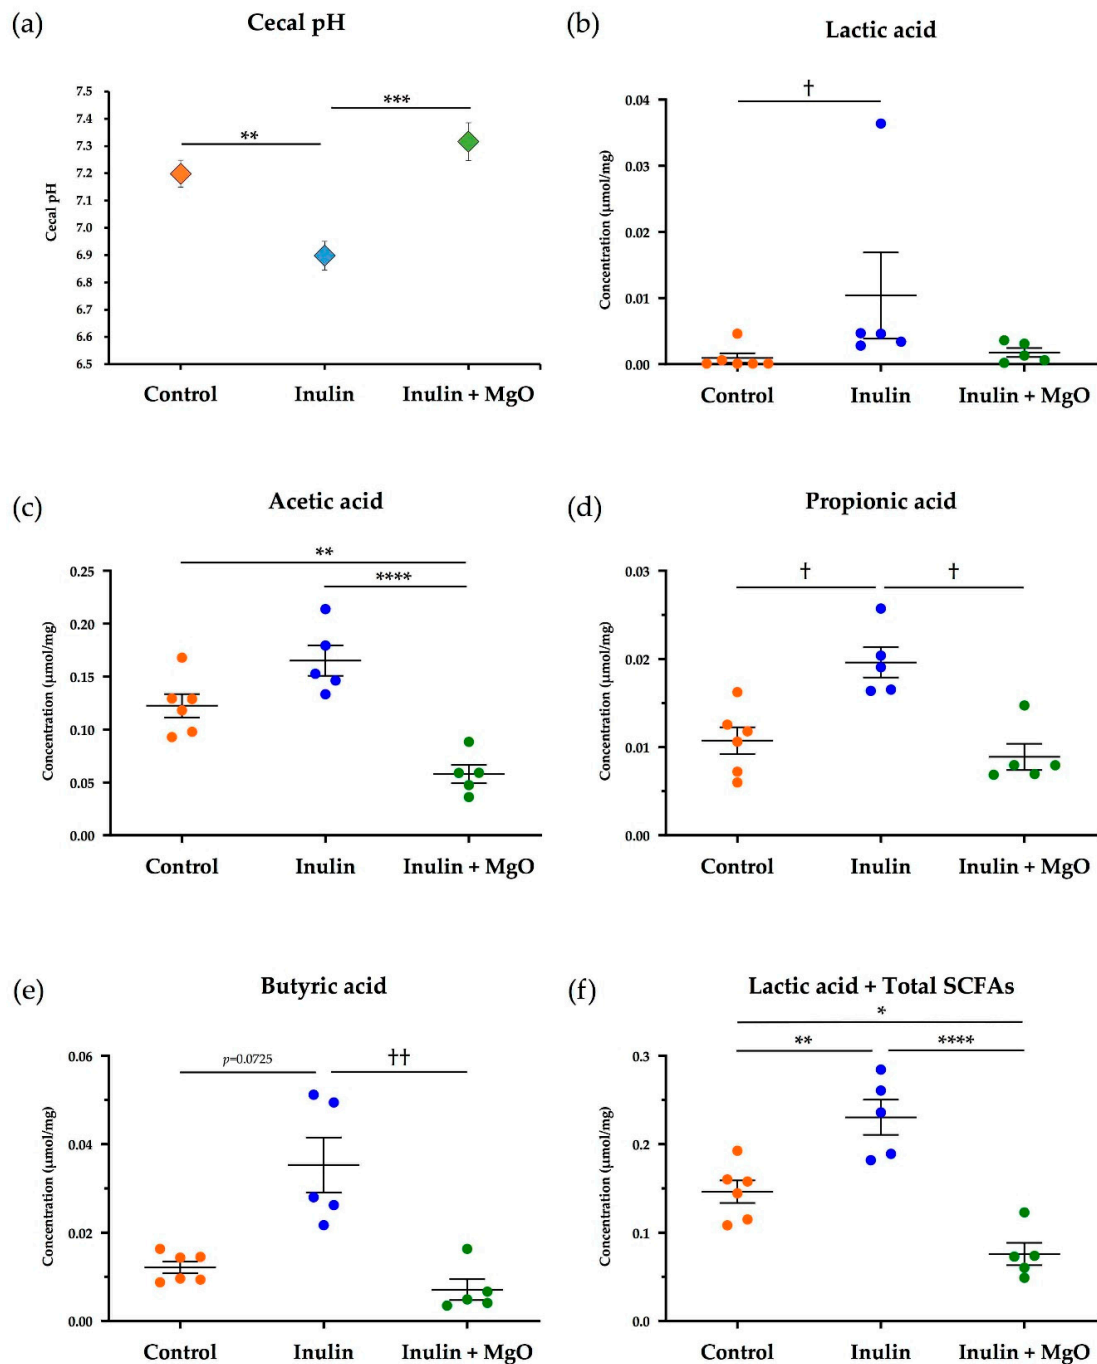 (a)
Cecal pH
7.5
7.4
7.3
7.2
7.1
7.0
6.9
6.8
6.7
6.6
6.5
Cecal pH
**
***
Control
Inulin
Inulin + MgO
(b)
Lactic acid
†
0.04
0.03
0.02
0.01
0.00
Concentration (μmol/mg)
Control
Inulin
Inulin + MgO
(c)
Acetic acid
**
****
0.25
0.20
0.15
0.10
0.05
0.00
Concentration (μmol/mg)
Control
Inulin
Inulin + MgO
(d)
Propionic acid
†
†
0.03
0.02
0.01
0.00
Concentration (μmol/mg)
Control
Inulin
Inulin + MgO
(e)
Butyric acid
p=0.0725
††
0.06
0.04
0.02
0.00
Concentration (μmol/mg)
Control
Inulin
Inulin + MgO
(f)
Lactic acid + Total SCFAs
*
**
****
0.3
0.2
0.1
0.0
Concentration (μmol/mg)
Control
Inulin
Inulin + MgO